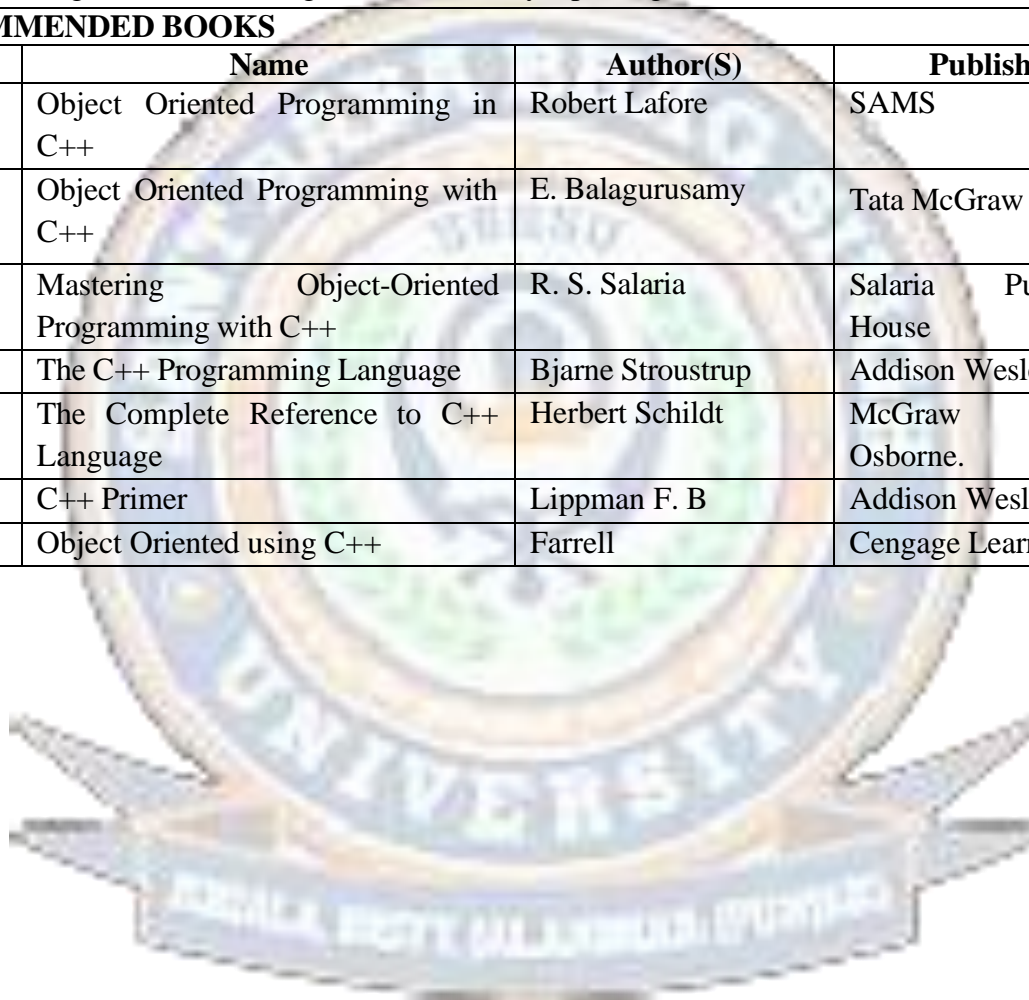 MMENDED BOOKS
Name Author(S) Publish
Object Oriented Programming in Robert Lafore SAMS
C++
Object Oriented Programming with E. Balagurusamy Tata McGraw
C++
Mastering Object-Oriented R. S. Salaria Salaria Pu
Programming with C++ House
The C++ Programming Language Bjarne Stroustrup Addison Wesl
The Complete Reference to C++ Herbert Schildt McGraw
Language Osborne.
C++ Primer Lippman F. B Addison Wesl
Object Oriented using C++ Farrell Cengage Lear
UNIVERSITY